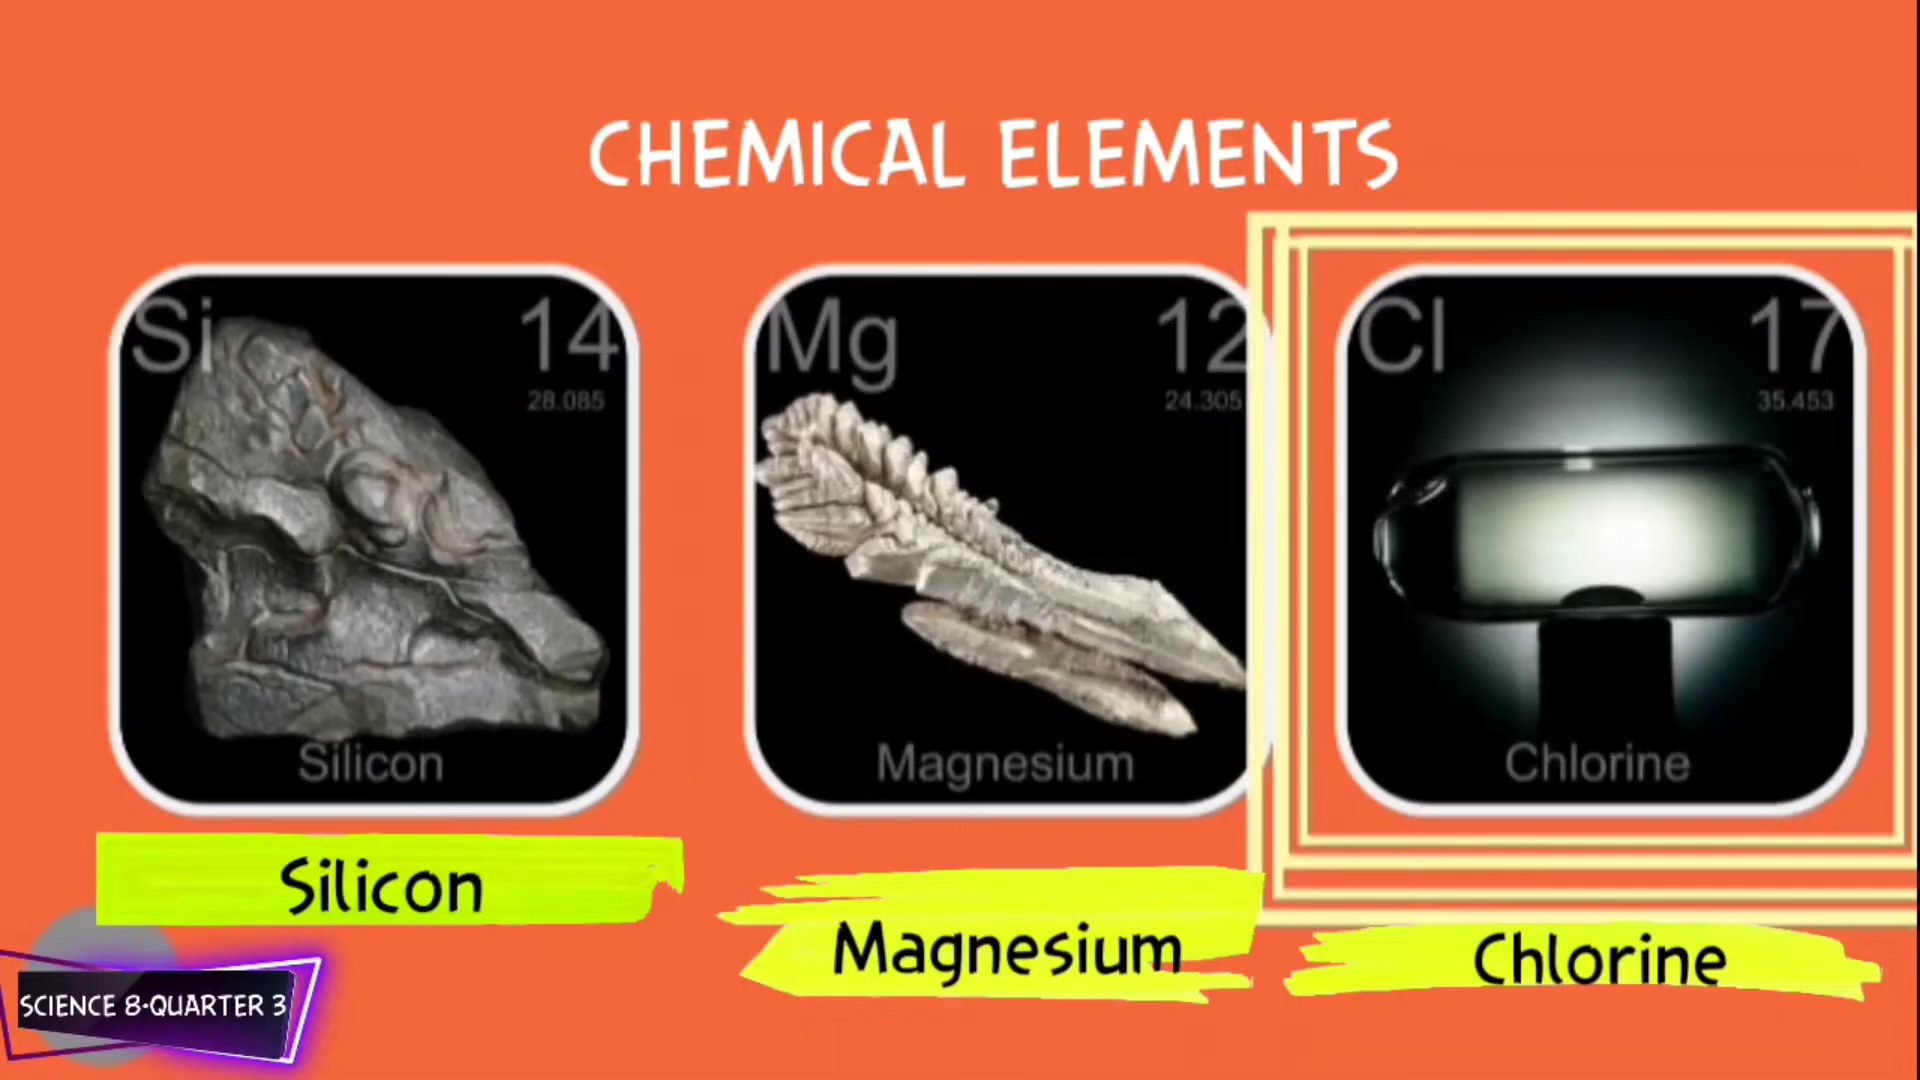 CHEMICAL ELEMENTS
Si 14
28.085
Silicon
Mg 12
24.305
Magnesium
Cl 17
35.453
Chlorine
Silicon
Magnesium
Chlorine
SCIENCE 8-QUARTER 3